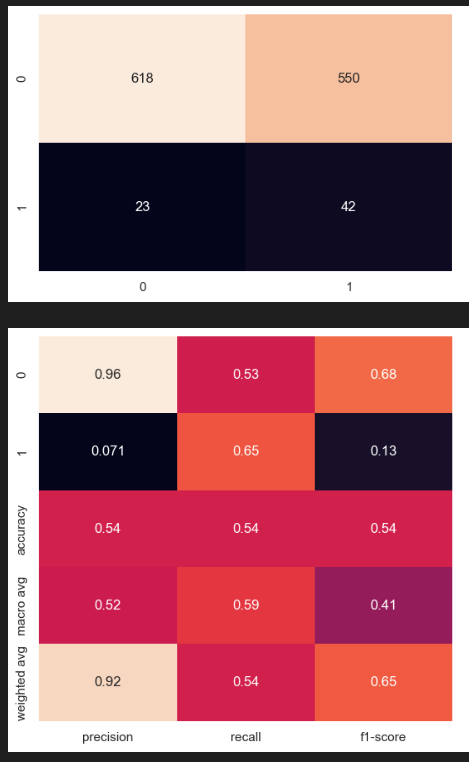 0 618 550
1 23 42
0 1
0 0.96 0.53 0.68
1 0.071 0.65 0.13
accuracy 0.54 0.54 0.54
macro avg 0.52 0.59 0.41
weighted avg 0.92 0.54 0.65
precision recall f1-score